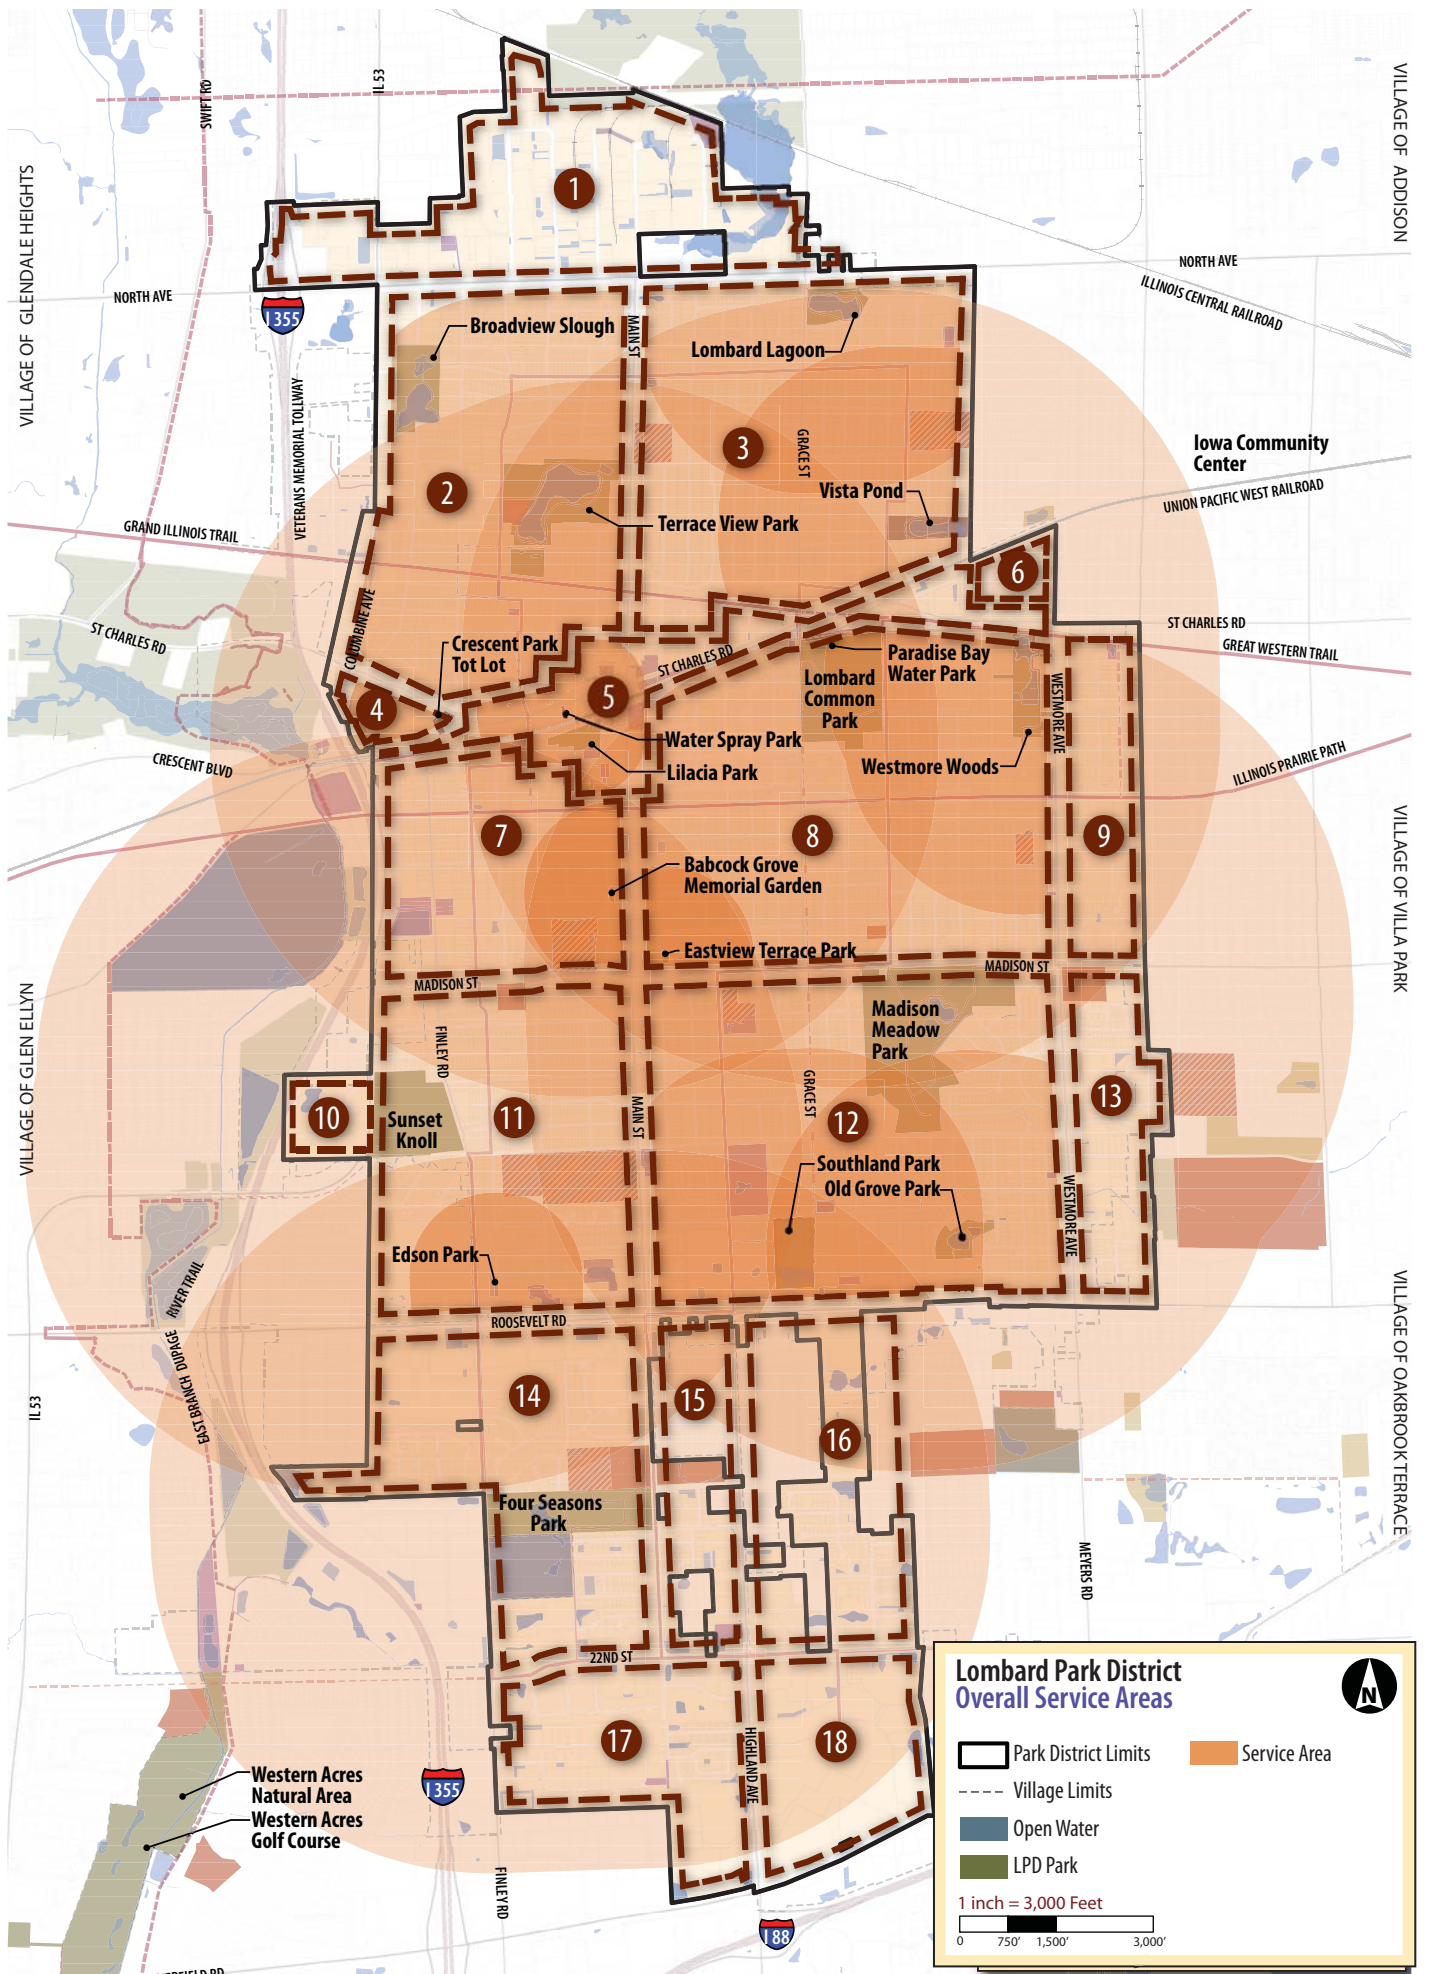 SWIFT RD
IL 53
VILLAGE OF ADDISON
VILLAGE OF GLENDALE HEIGHTS
1
NORTH AVE
NORTH AVE
ILLINOIS CENTRAL RAILROAD
I 355
Broadview Slough
MAIN ST
Lombard Lagoon
VETERANS MEMORIAL TOLLWAY
3
GRACE ST
Iowa Community
Center
2
Vista Pond
UNION PACIFIC WEST RAILROAD
Terrace View Park
GRAND ILLINOIS TRAIL
6
COLUMBINE AVE
ST CHARLES RD
ST CHARLES RD
GREAT WESTERN TRAIL
Crescent Park
Tot Lot
ST CHARLES RD
Paradise Bay
Water Park
Lombard
Common
Park
5
4
WESTMORE AVE
Water Spray Park
Lilacia Park
Westmore Woods
CRESCENT BLVD
ILLINOIS PRAIRIE PATH
7
8
9
VILLAGE OF VILLA PARK
Babcock Grove
Memorial Garden
Eastview Terrace Park
MADISON ST
MADISON ST
VILLAGE OF GLEN ELLYN
FINLEY RD
Madison
Meadow
Park
10
Sunset
Knoll
11
MAIN ST
GRACE ST
12
13
Southland Park
Old Grove Park
WESTMORE AVE
Edson Park
RIVER TRAIL
EAST BRANCH DUPAGE
ROOSEVELT RD
VILLAGE OF OAKBROOK TERRACE
IL 53
14
15
16
Four Seasons
Park
MEYERS RD
22ND ST
17
18
HIGHLAND AVE
Western Acres
Natural Area
Western Acres
Golf Course
I 355
FINLEY RD
I 88
Lombard Park District
Overall Service Areas
N
Park District Limits
Service Area
Village Limits
Open Water
LPD Park
1 inch = 3,000 Feet
0 750' 1,500' 3,000'